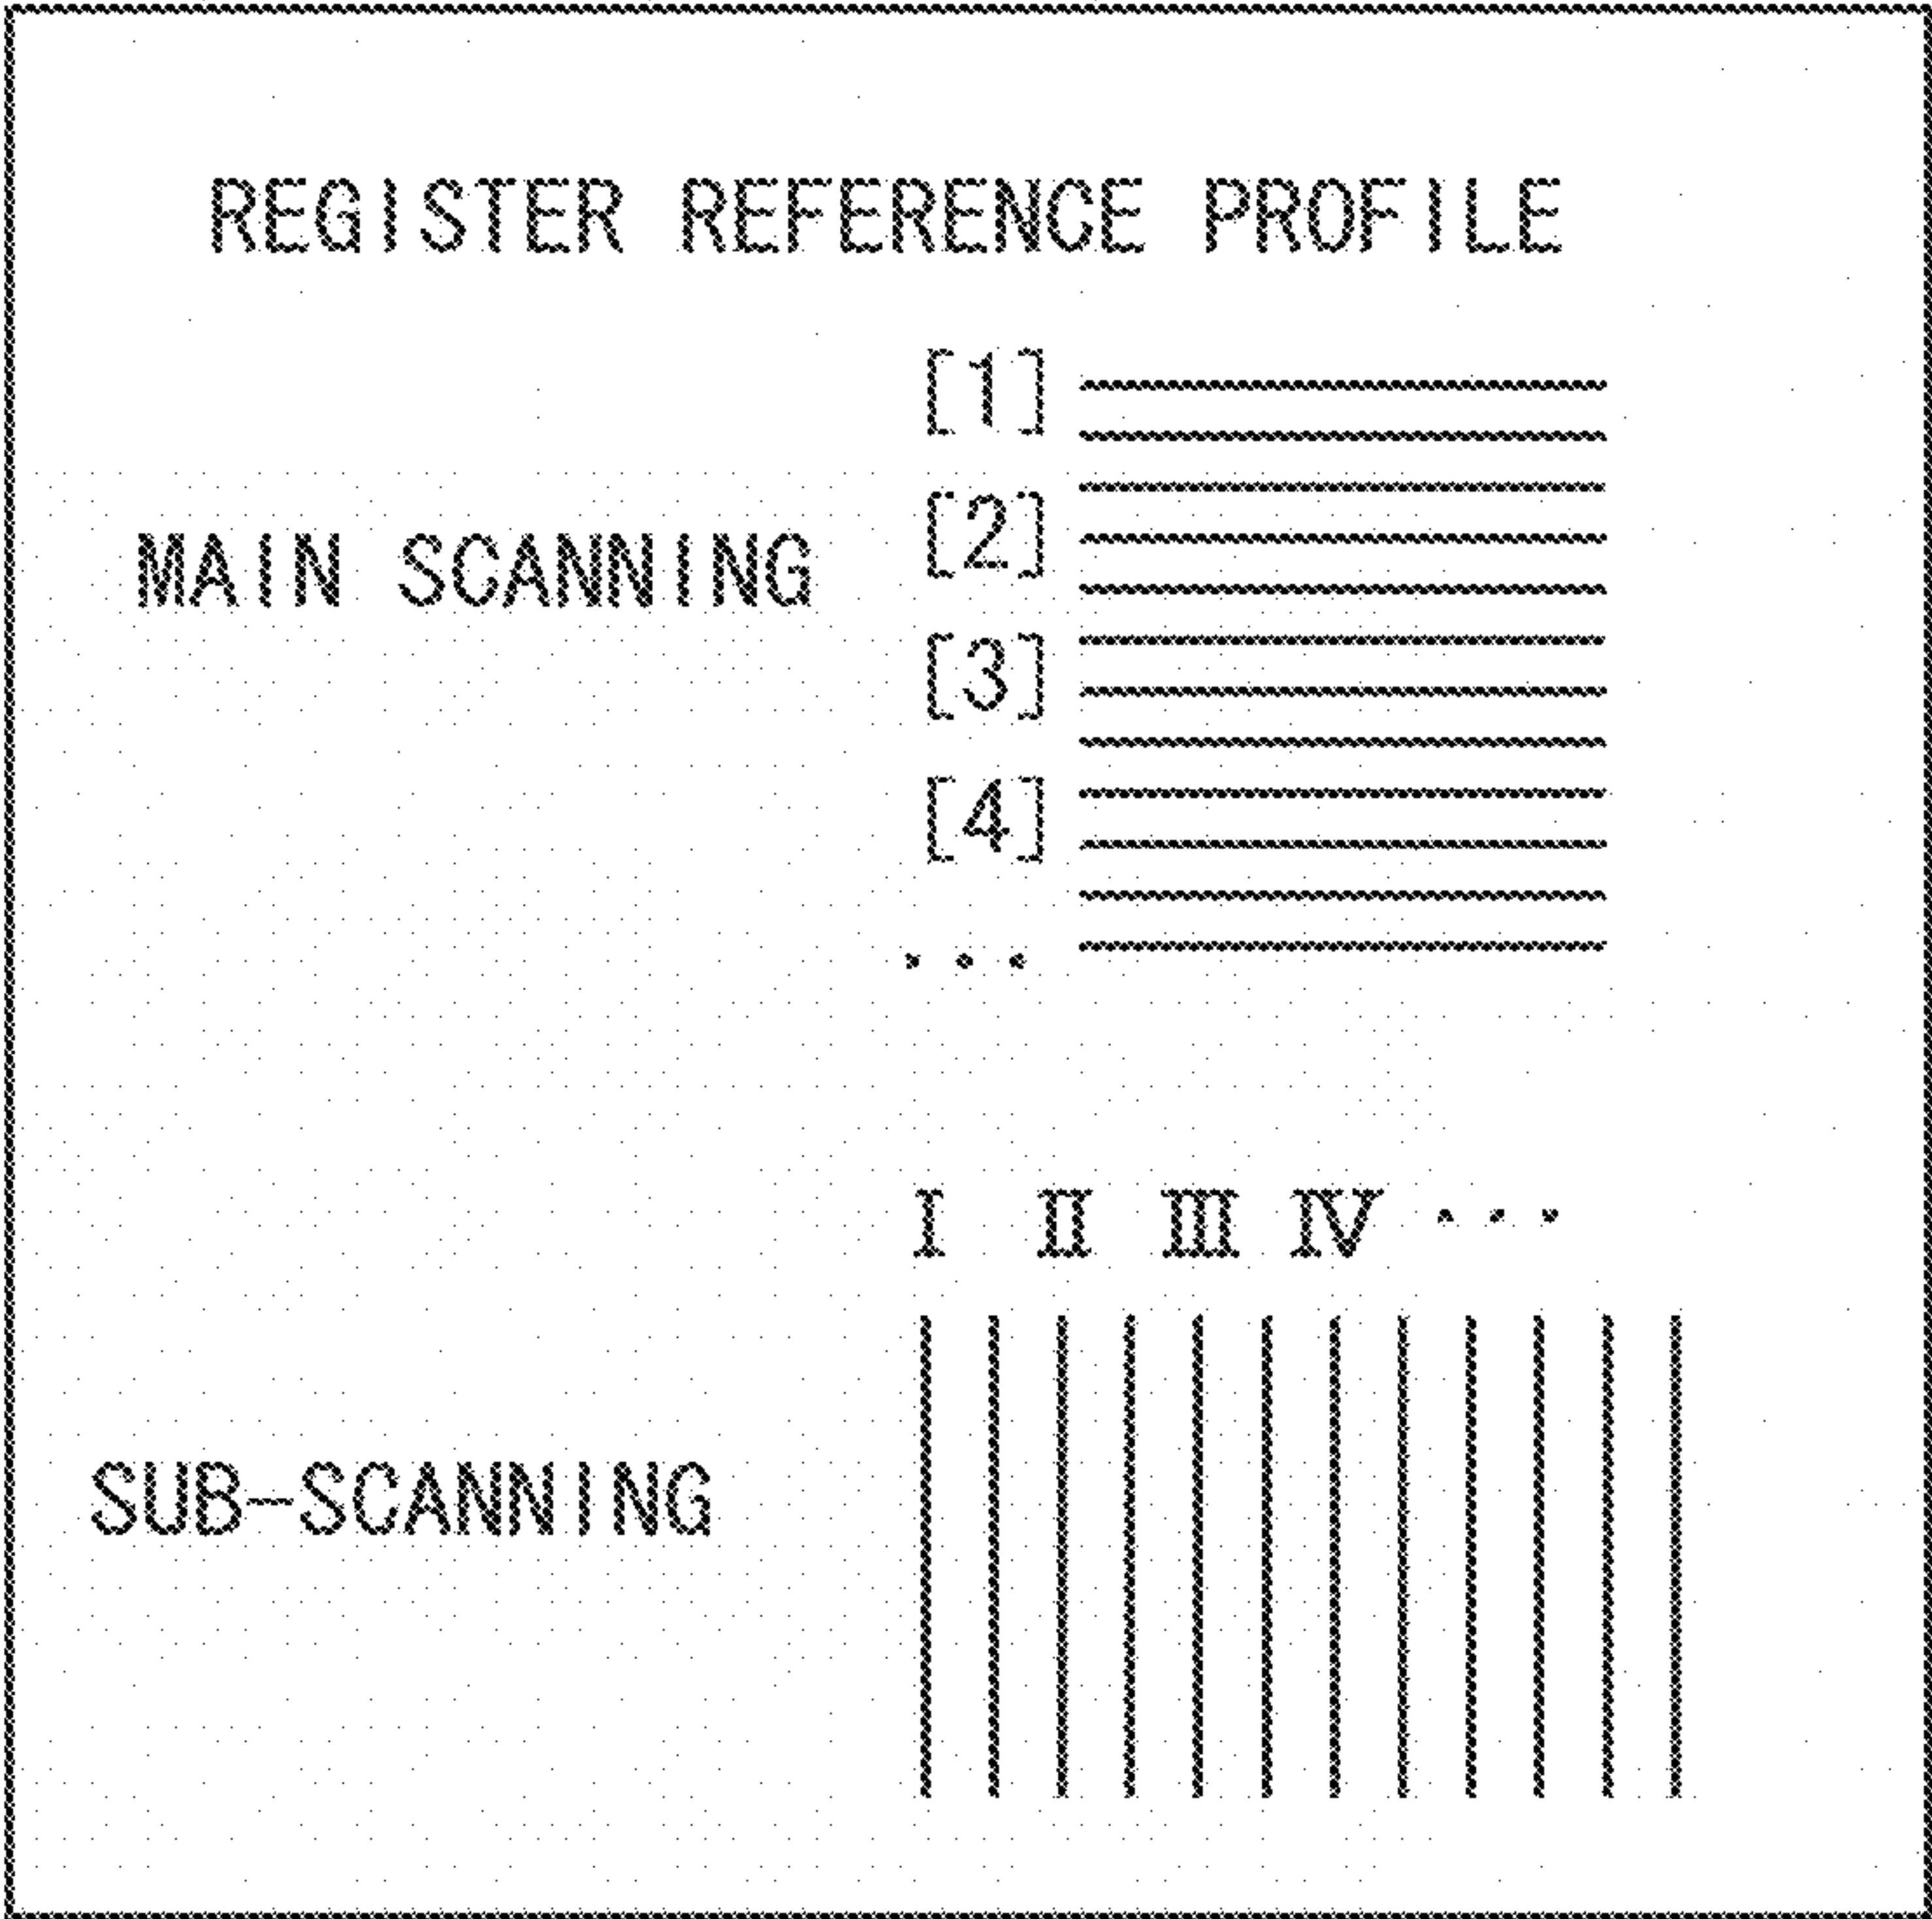 REGISTER REFERENCE PROFILE
[1]
[2]
MAIN SCANNING
[3]
[4]
...
Ⅰ Ⅱ Ⅲ Ⅳ ...
SUB-SCANNING